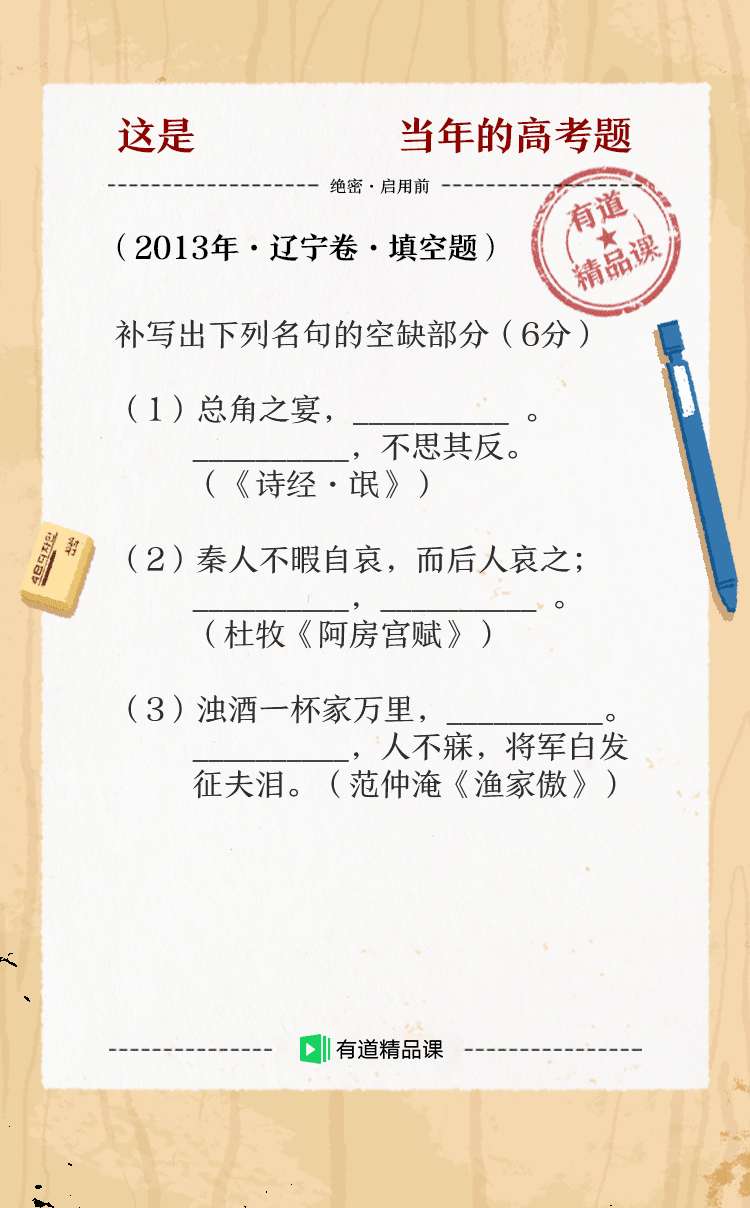 这是 当年的高考题
绝密·启用前
有道
精品课
（2013年·辽宁卷·填空题）
补写出下列名句的空缺部分（6分）
（1）总角之宴，__________ 。
__________，不思其反。
（《诗经·氓》）
（2）秦人不暇自哀，而后人哀之；
__________，__________ 。
（杜牧《阿房宫赋》）
（3）浊酒一杯家万里，__________。
__________，人不寐，将军白发
征夫泪。（范仲淹《渔家傲》）
有道精品课